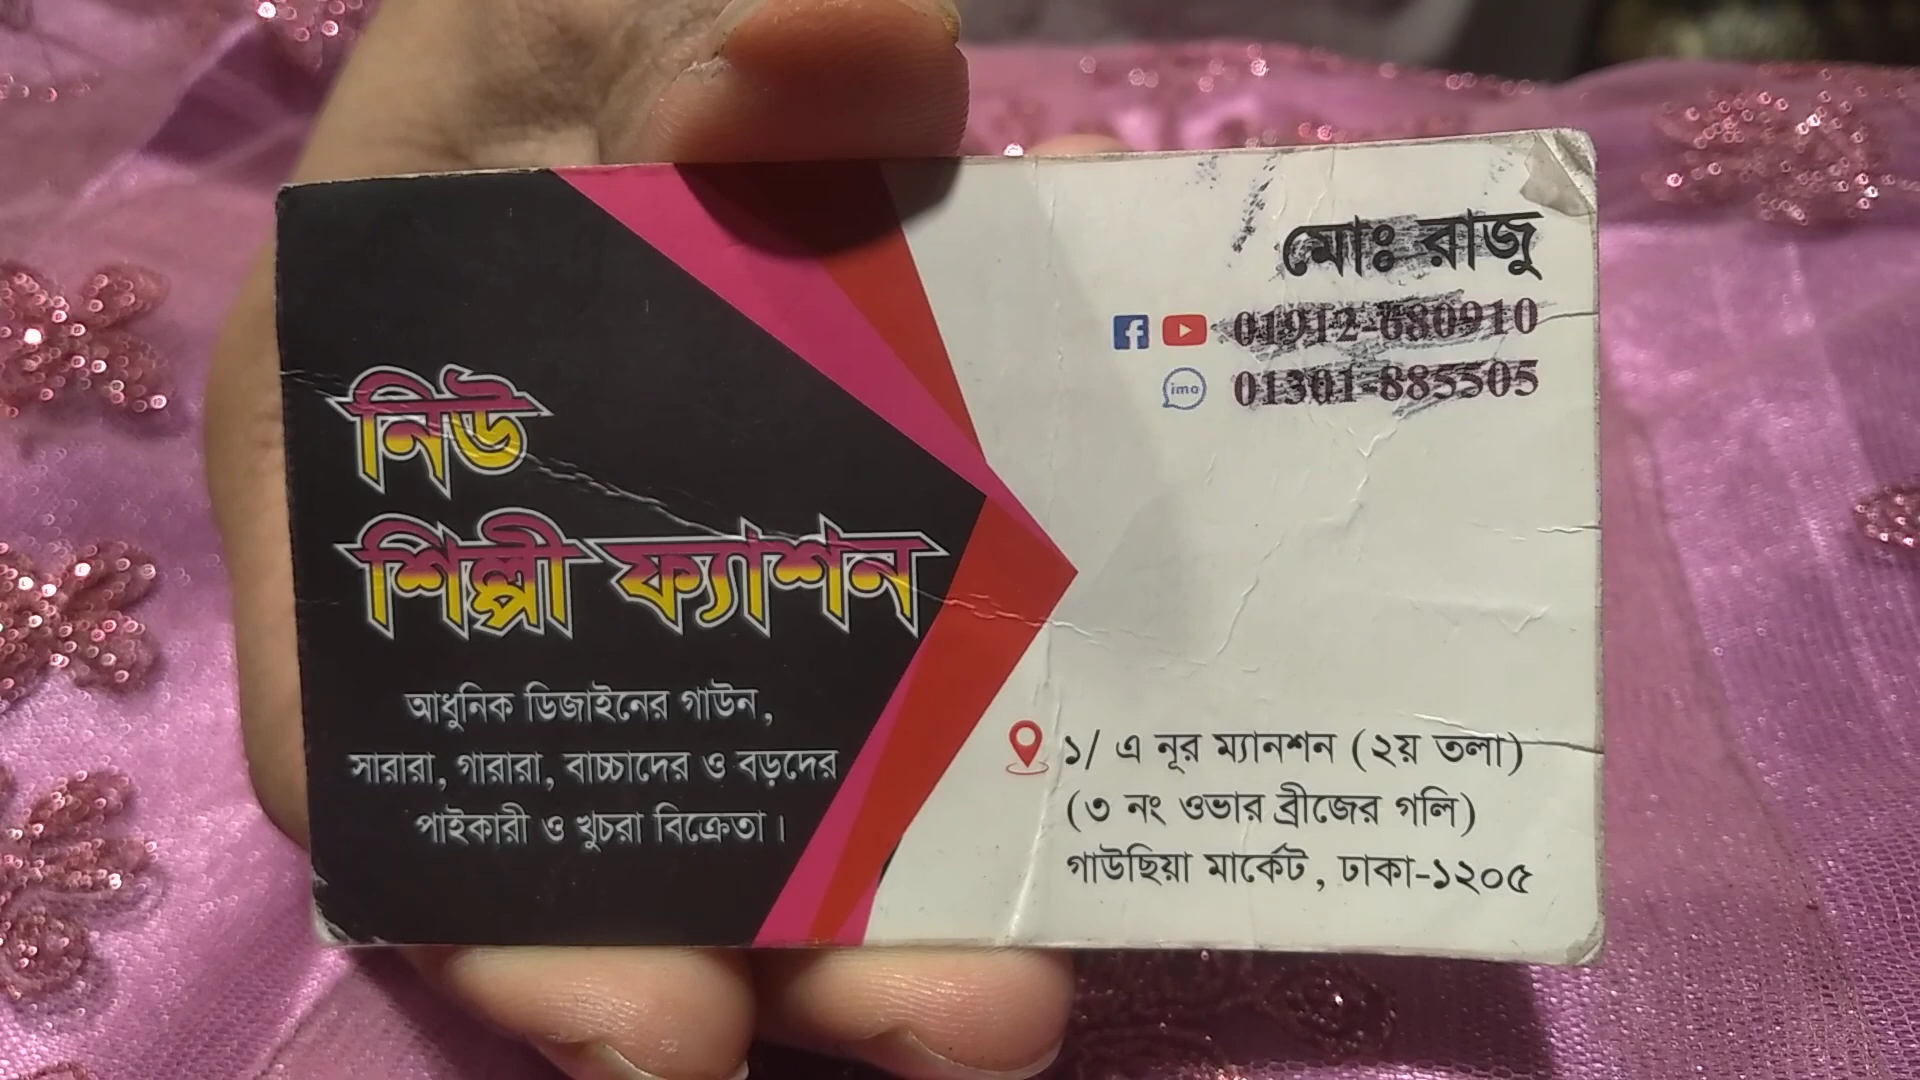 নিউ
শিল্পী ফ্যাশন
আধুনিক ডিজাইনের গাউন,
সারারা, গারারা, বাচ্চাদের ও বড়দের
পাইকারী ও খুচরা বিক্রেতা।
মোঃ রাজু
01912-680910
imo 01301-885505
১/ এ নূর ম্যানশন (২য় তলা)
(৩ নং ওভার ব্রীজের গলি)
গাউছিয়া মার্কেট, ঢাকা-১২০৫